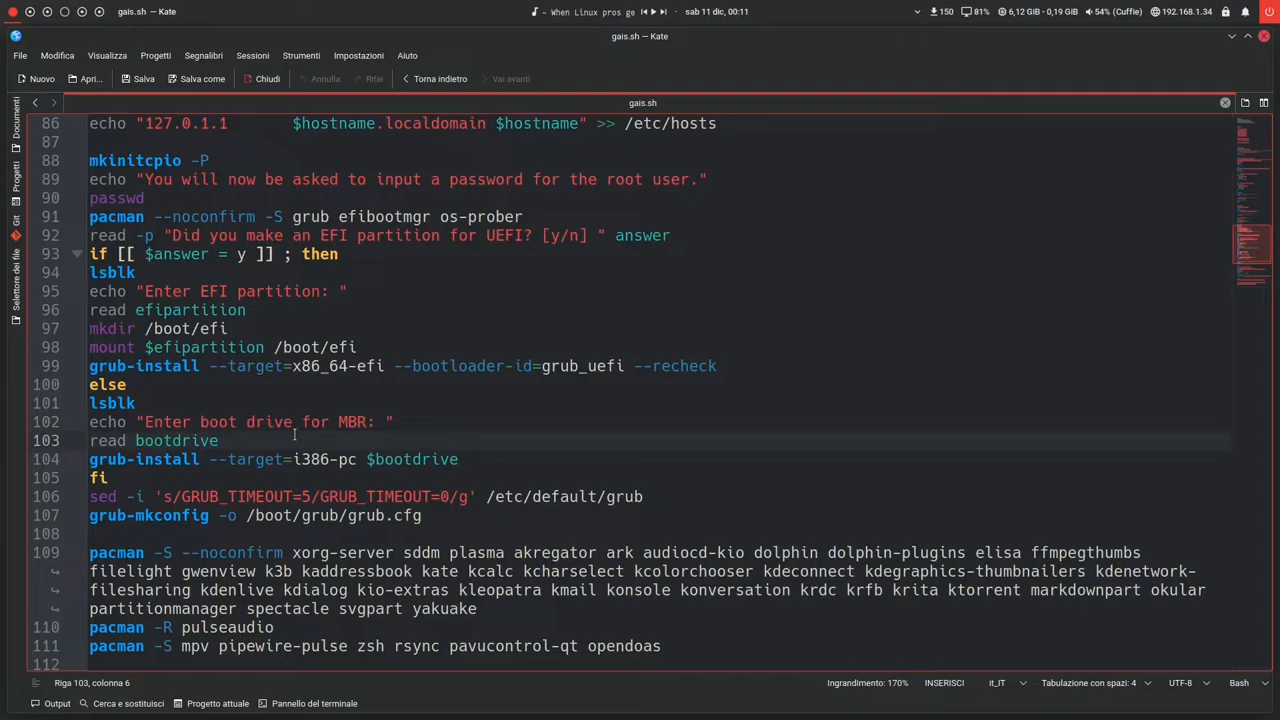 gais.sh — Kate
- When Linux pros ge
sab 11 dic, 00:11
150
81%
6,12 GiB - 0,19 GiB
54% (Cuffie)
192.168.1.34
gais.sh — Kate
File Modifica Visualizza Progetti Segnalibri Sessioni Strumenti Impostazioni Aiuto
Nuovo Apri... Salva Salva come Chiudi Annulla Rifai Torna indietro Vai avanti
gais.sh
Documenti
Progetti
Git
Selettore dei file
86 echo "127.0.1.1       $hostname.localdomain $hostname" >> /etc/hosts
87
88 mkinitcpio -P
89 echo "You will now be asked to input a password for the root user."
90 passwd
91 pacman --noconfirm -S grub efibootmgr os-prober
92 read -p "Did you make an EFI partition for UEFI? [y/n] " answer
93 if [[ $answer = y ]] ; then
94 lsblk
95 echo "Enter EFI partition: "
96 read efipartition
97 mkdir /boot/efi
98 mount $efipartition /boot/efi
99 grub-install --target=x86_64-efi --bootloader-id=grub_uefi --recheck
100 else
101 lsblk
102 echo "Enter boot drive for MBR: "
103 read bootdrive
104 grub-install --target=i386-pc $bootdrive
105 fi
106 sed -i 's/GRUB_TIMEOUT=5/GRUB_TIMEOUT=0/g' /etc/default/grub
107 grub-mkconfig -o /boot/grub/grub.cfg
108
109 pacman -S --noconfirm xorg-server sddm plasma akregator ark audiocd-kio dolphin dolphin-plugins elisa ffmpegthumbs
filelight gwenview k3b kaddressbook kate kcalc kcharselect kcolorchooser kdeconnect kdegraphics-thumbnailers kdenetwork-
filesharing kdenlive kdialog kio-extras kleopatra kmail konsole konversation krdc krfb krita ktorrent markdownpart okular
partitionmanager spectacle svgpart yakuake
110 pacman -R pulseaudio
111 pacman -S mpv pipewire-pulse zsh rsync pavucontrol-qt opendoas
112
Riga 103, colonna 6
Ingrandimento: 170% INSERISCI it_IT Tabulazione con spazi: 4 UTF-8 Bash
Output Cerca e sostituisci Progetto attuale Pannello del terminale